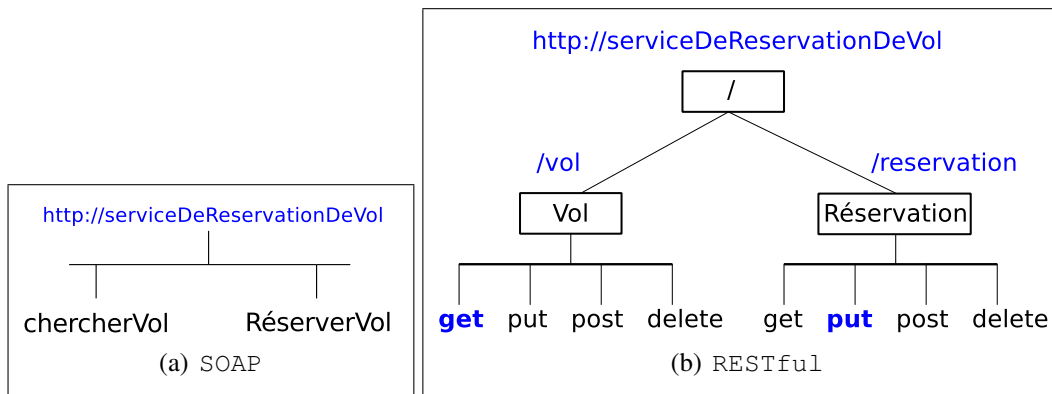 http://serviceDeReservationDeVol
chercherVol RéserverVol
(a) SOAP
http://serviceDeReservationDeVol
/
/vol /reservation
Vol Réservation
get put post delete get put post delete
(b) RESTful